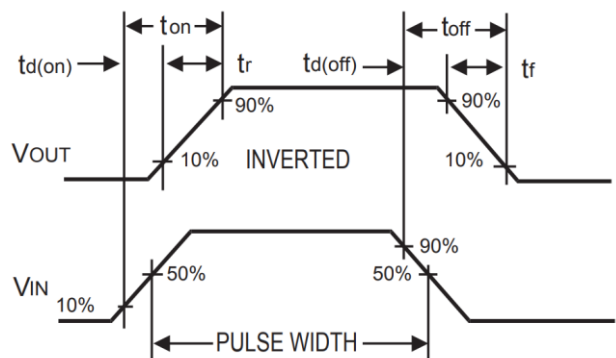 ton toff
td(on) tr td(off) tf
90% 90%
VOUT 10% INVERTED 10%
90%
50% 50%
VIN 10%
PULSE WIDTH